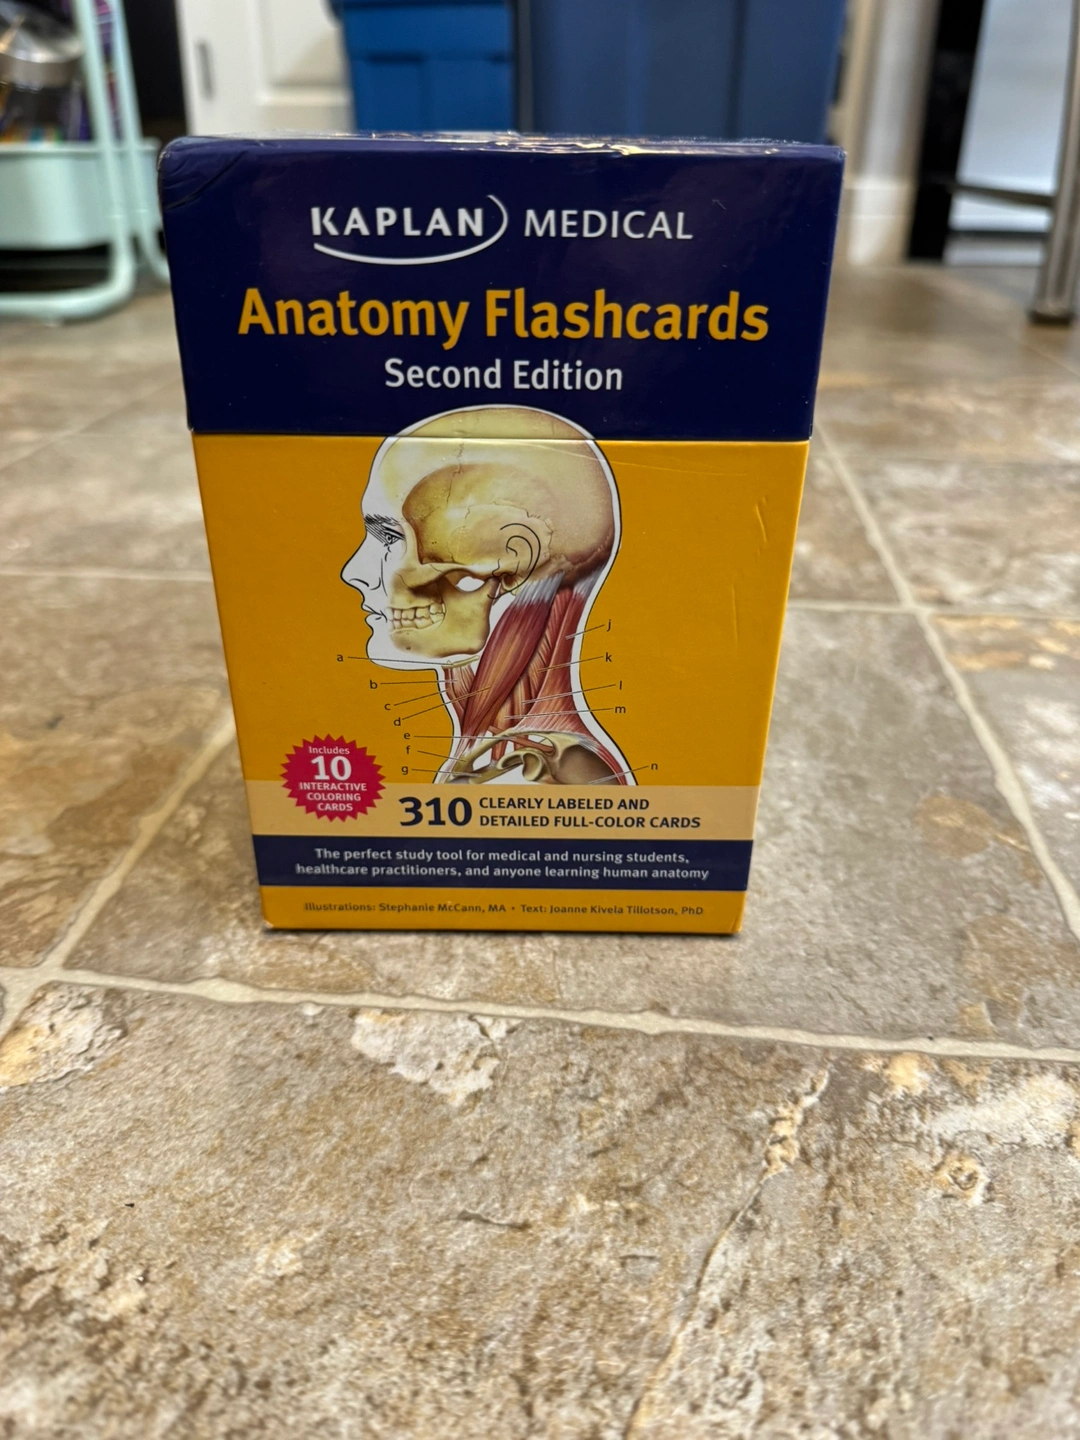 KAPLAN MEDICAL
Anatomy Flashcards
Second Edition
a
b
c
d
e
f
g
j
k
l
m
n
Includes
10
INTERACTIVE
COLORING
CARDS
310 CLEARLY LABELED AND
DETAILED FULL-COLOR CARDS
The perfect study tool for medical and nursing students,
healthcare practitioners, and anyone learning human anatomy
Illustrations: Stephanie McCann, MA • Text: Joanne Kivela Tillotson, PhD